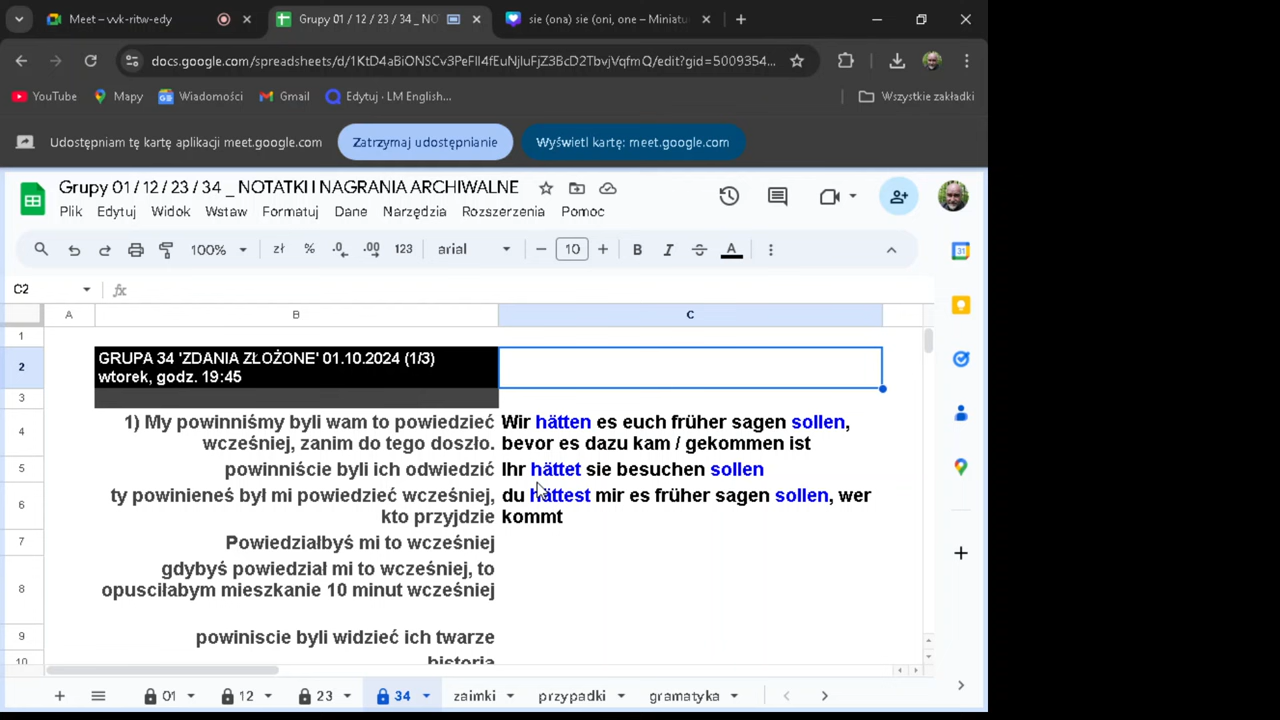 Meet – vvk-ritw-edy
Grupy 01 / 12 / 23 / 34 _ NO
sie (ona) sie (oni, one – Miniatu
docs.google.com/spreadsheets/d/1KtD4aBiONSCv3PeFII4fEuNjluFjZ3BcD2TbvjVqfmQ/edit?gid=5009354...
YouTube
Mapy
Wiadomości
Gmail
Edytuj · LM English...
Wszystkie zakładki
Udostępniam tę kartę aplikacji meet.google.com
Zatrzymaj udostępnianie
Wyświetl kartę: meet.google.com
Grupy 01 / 12 / 23 / 34 _ NOTATKI I NAGRANIA ARCHIWALNE
Plik Edytuj Widok Wstaw Formatuj Dane Narzędzia Rozszerzenia Pomoc
100% zł % .0 .00 123 arial 10 B I S A
C2 fx
A B C
1
2 GRUPA 34 'ZDANIA ZŁOŻONE' 01.10.2024 (1/3)
wtorek, godz. 19:45
3
4 1) My powinniśmy byli wam to powiedzieć Wir hätten es euch früher sagen sollen,
wcześniej, zanim do tego doszło. bevor es dazu kam / gekommen ist
5 powinniście byli ich odwiedzić Ihr hättet sie besuchen sollen
6 ty powinieneś był mi powiedzieć wcześniej, du hättest mir es früher sagen sollen, wer
kto przyjdzie kommt
7 Powiedziałbyś mi to wcześniej
8 gdybyś powiedział mi to wcześniej, to
opuściłabym mieszkanie 10 minut wcześniej
9 powiniscie byli widzieć ich twarze
10 historia
01 12 23 34 zaimki przypadki gramatyka